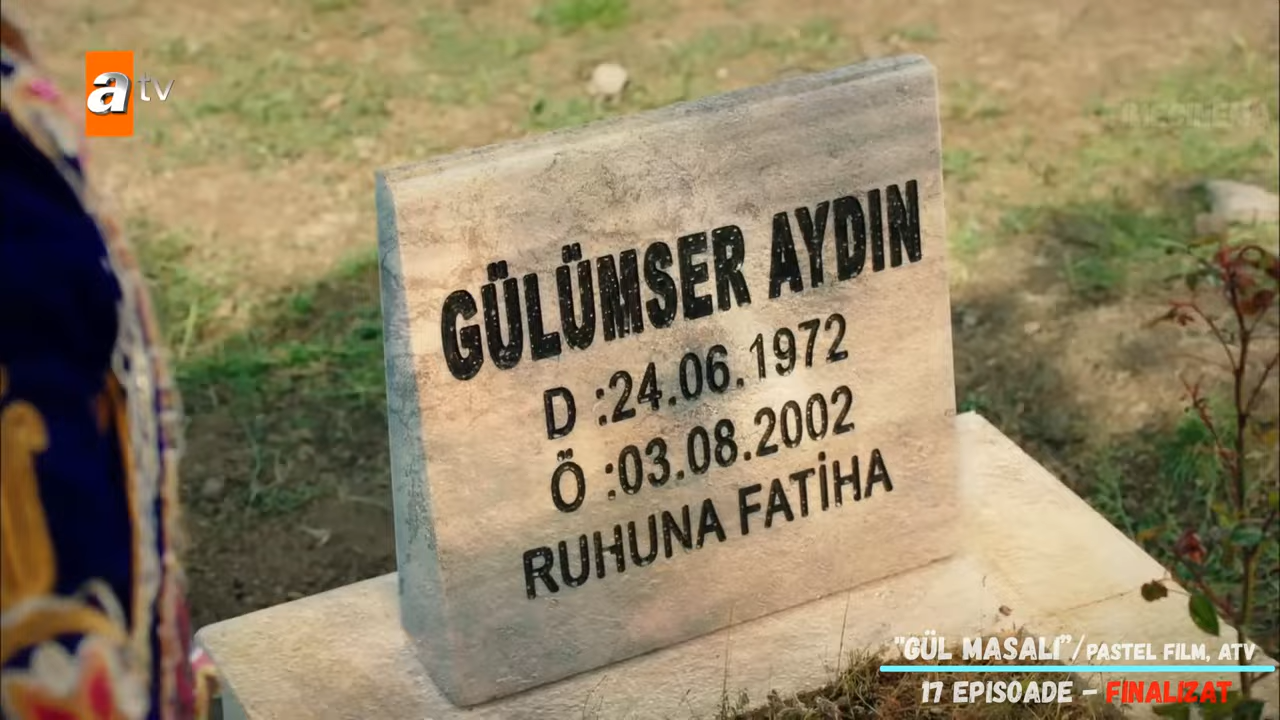 atv
GÜLÜMSER AYDIN
D :24.06.1972
Ö :03.08.2002
RUHUNA FATİHA
"GÜL MASALI"/PASTEL FILM, ATV
17 EPISOADE – FINALIZAT